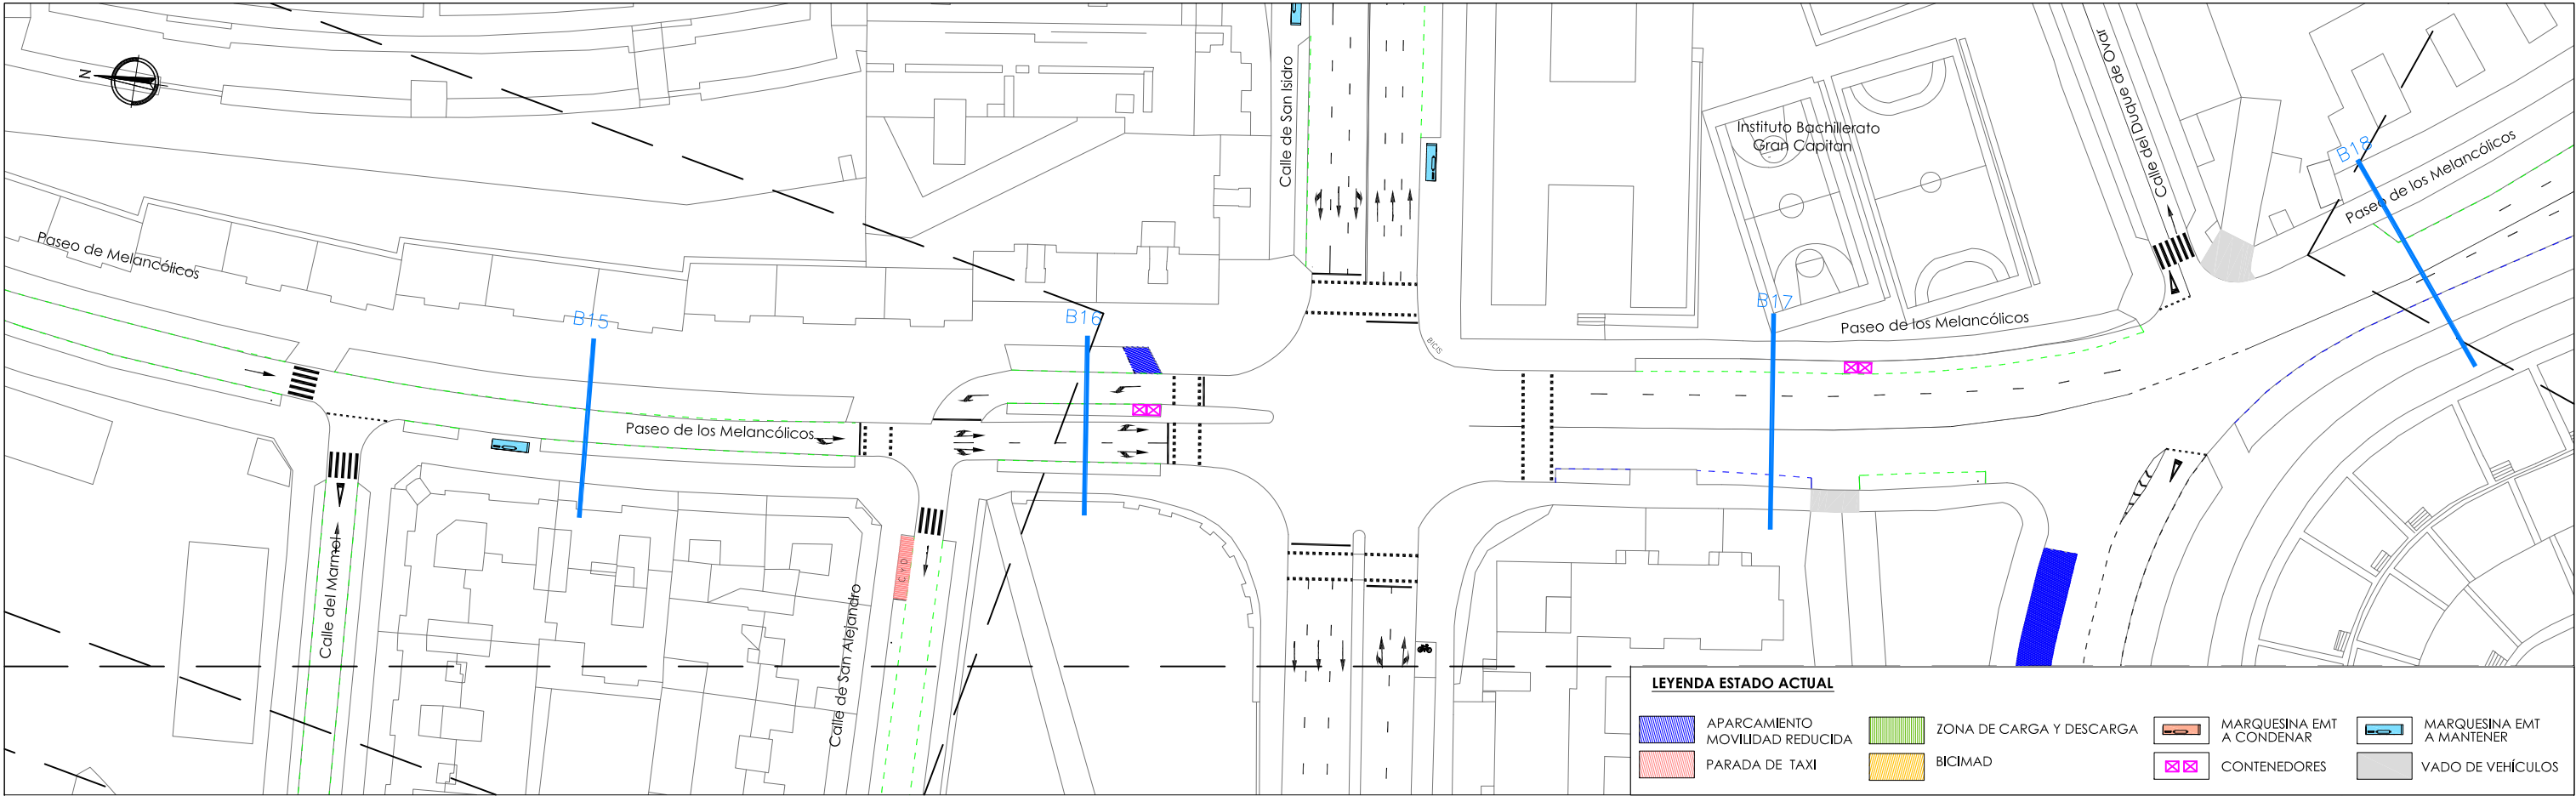 N
Calle de San Isidro
Calle del Duque de Ovar
Instituto Bachillerato
Gran Capitan
B18
Paseo de los Melancólicos
Paseo de Melancólicos
B15
B16
B17
Paseo de los Melancólicos
BICIS
Paseo de los Melancólicos
Calle del Marmol
Calle de San Alejandro
C Y D
LEYENDA ESTADO ACTUAL
APARCAMIENTO
MOVILIDAD REDUCIDA
PARADA DE TAXI
ZONA DE CARGA Y DESCARGA
BICIMAD
MARQUESINA EMT
A CONDENAR
CONTENEDORES
MARQUESINA EMT
A MANTENER
VADO DE VEHÍCULOS